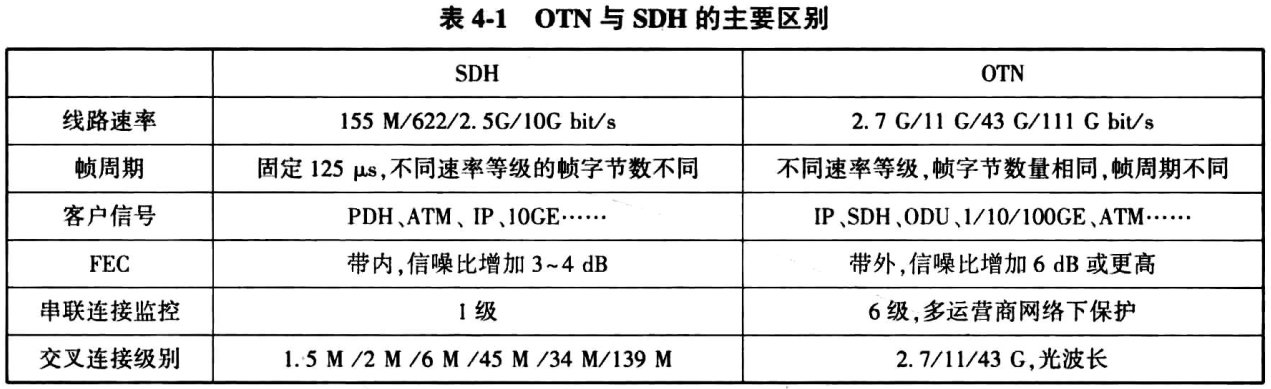 表 4-1 OTN 与 SDH 的主要区别
SDH OTN
线路速率 155 M/622/2.5G/10G bit/s 2.7 G/11 G/43 G/111 G bit/s
帧周期 固定 125 μs,不同速率等级的帧字节数不同 不同速率等级,帧字节数量相同,帧周期不同
客户信号 PDH、ATM、IP、10GE…… IP、SDH、ODU、1/10/100GE、ATM……
FEC 带内,信噪比增加 3~4 dB 带外,信噪比增加 6 dB 或更高
串联连接监控 1 级 6 级,多运营商网络下保护
交叉连接级别 1.5 M /2 M /6 M /45 M /34 M/139 M 2.7/11/43 G,光波长